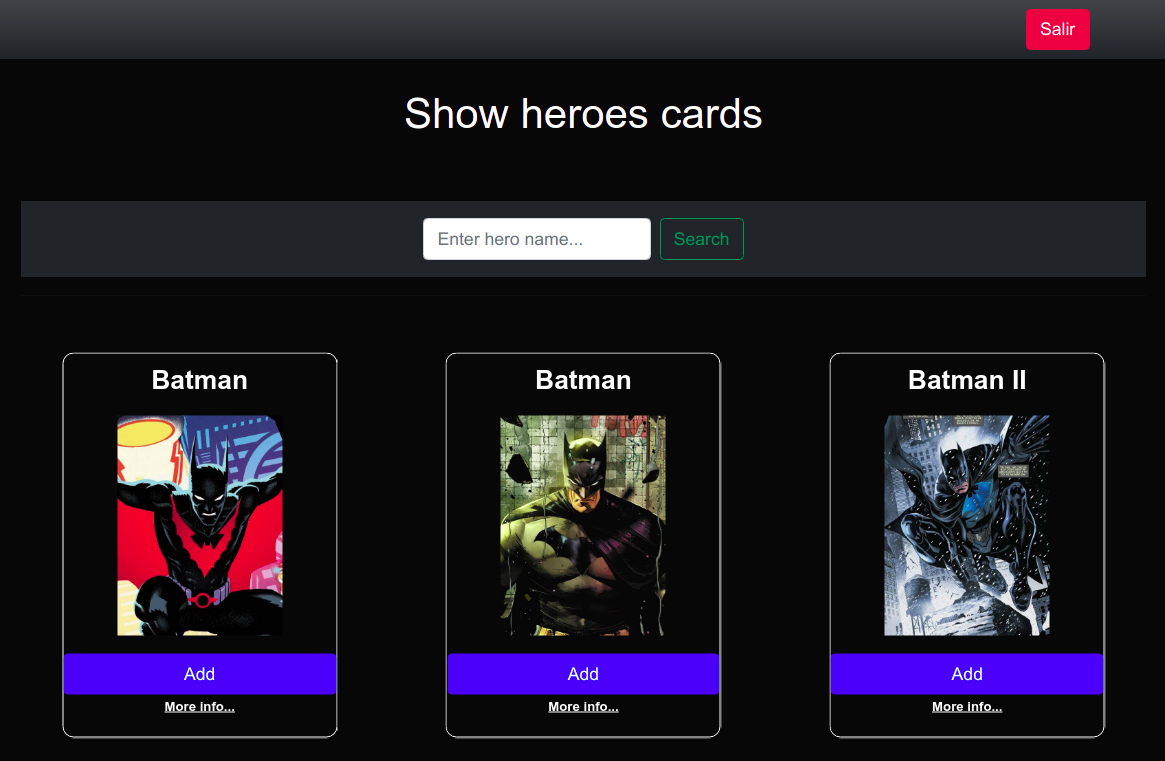 Salir
Show heroes cards
Enter hero name...
Search
Batman
Batman
Batman II
Add
Add
Add
More info...
More info...
More info...